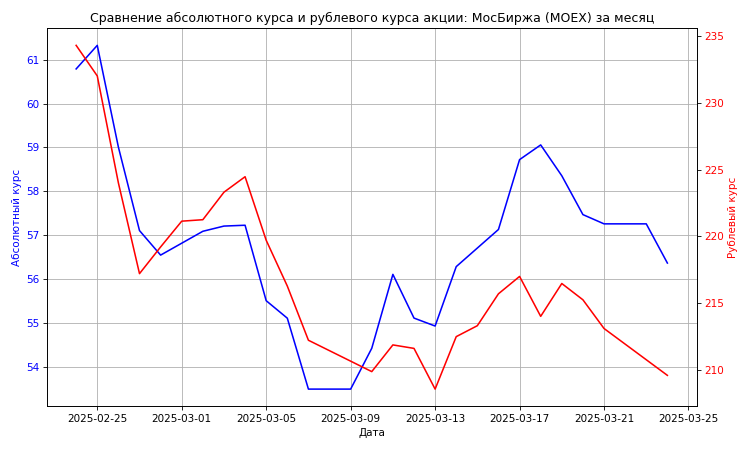 Сравнение абсолютного курса и рублевого курса акции: МосБиржа (MOEX) за месяц
Абсолютный курс
61
60
59
58
57
56
55
54
235
230
225
220
215
210
Рублевый курс
2025-02-25 2025-03-01 2025-03-05 2025-03-09 2025-03-13 2025-03-17 2025-03-21 2025-03-25
Дата